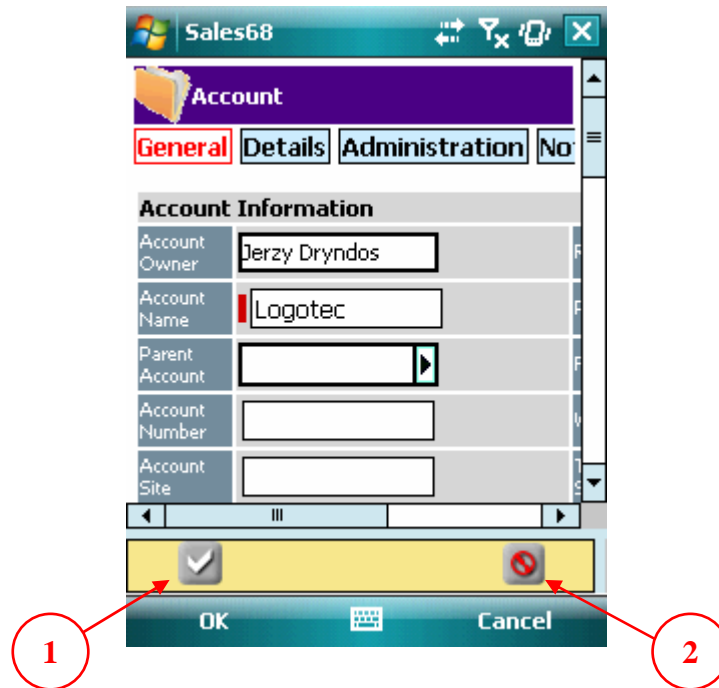 Sales68
Account
General Details Administration No
Account Information
Account Owner Jerzy Dryndos
Account Name Logotec
Parent Account
Account Number
Account Site
OK Cancel
1 2